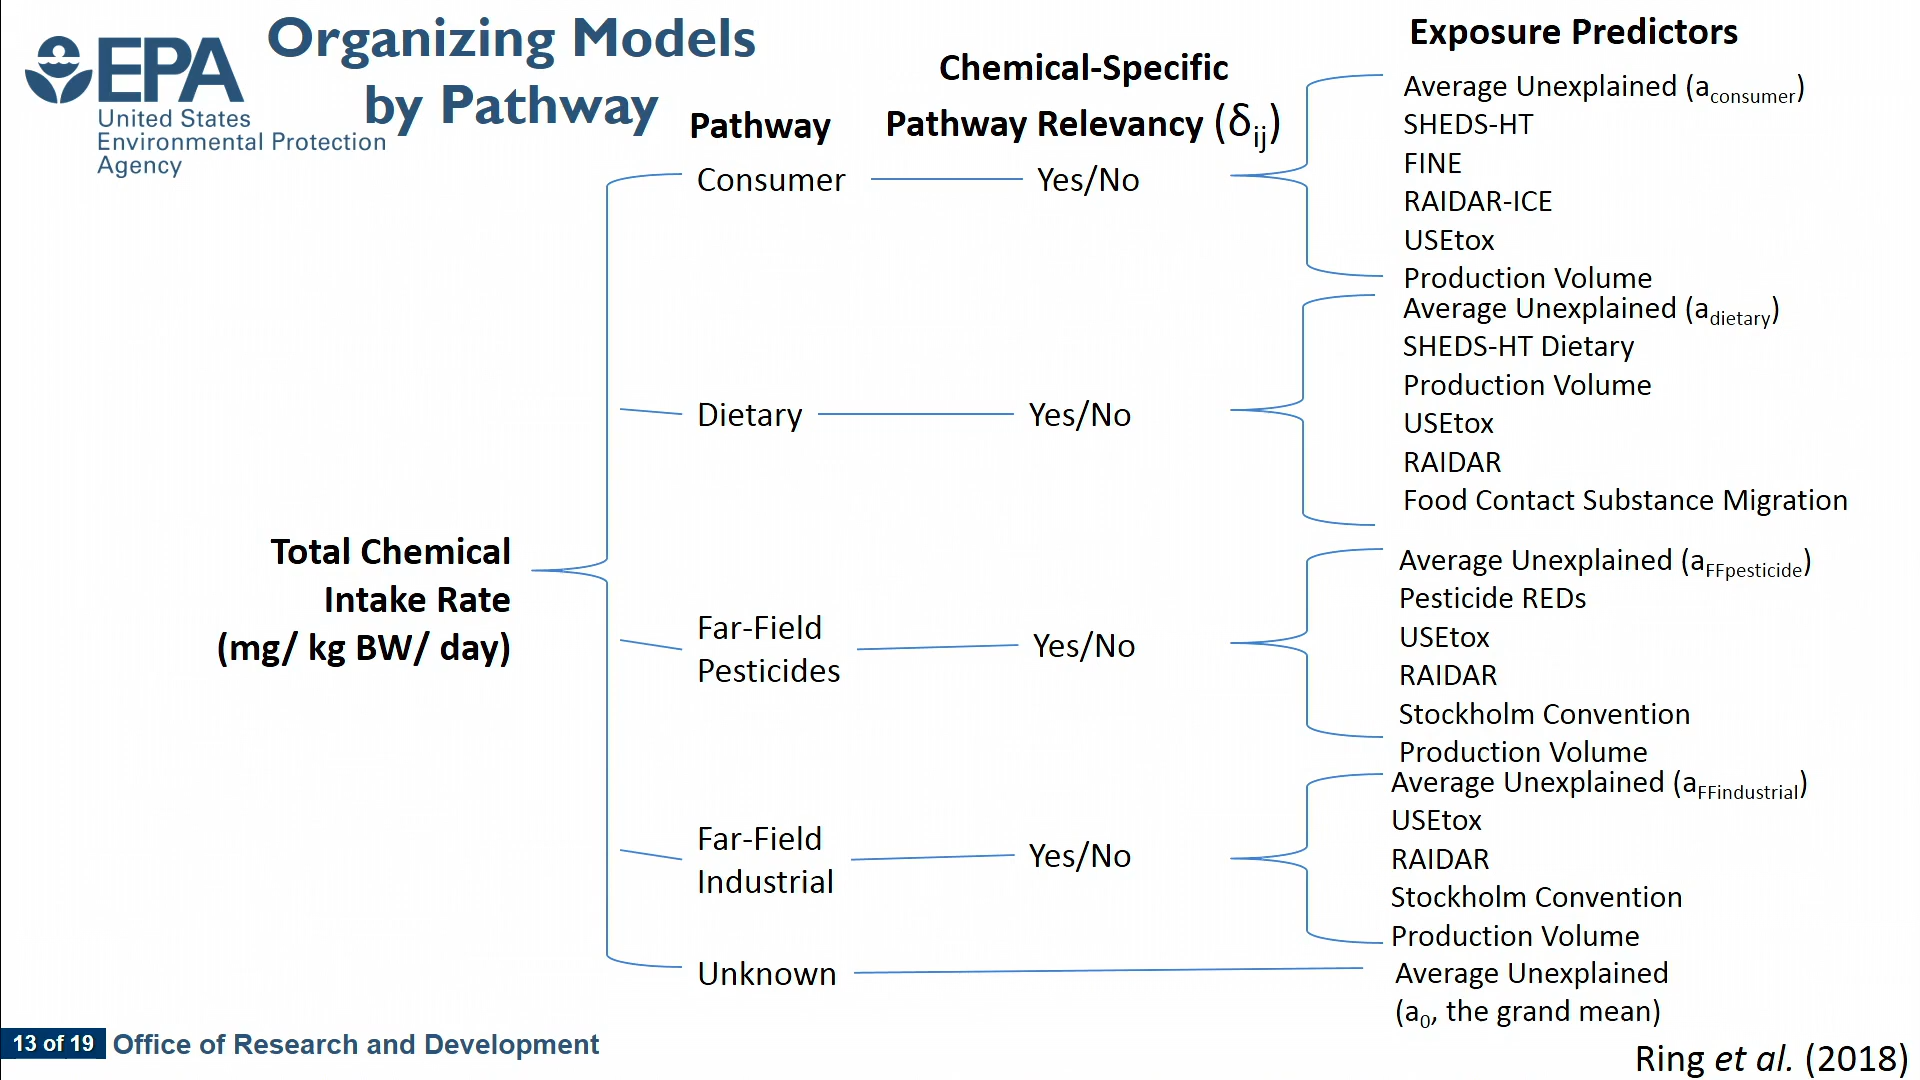 EPA
United States
Environmental Protection
Agency
Organizing Models
by Pathway
Pathway
Chemical-Specific
Pathway Relevancy (δij)
Exposure Predictors
Total Chemical
Intake Rate
(mg/ kg BW/ day)
Consumer
Yes/No
Average Unexplained (aconsumer)
SHEDS-HT
FINE
RAIDAR-ICE
USEtox
Production Volume
Dietary
Yes/No
Average Unexplained (adietary)
SHEDS-HT Dietary
Production Volume
USEtox
RAIDAR
Food Contact Substance Migration
Far-Field
Pesticides
Yes/No
Average Unexplained (aFFpesticide)
Pesticide REDs
USEtox
RAIDAR
Stockholm Convention
Production Volume
Far-Field
Industrial
Yes/No
Average Unexplained (aFFindustrial)
USEtox
RAIDAR
Stockholm Convention
Production Volume
Unknown
Average Unexplained
(a0, the grand mean)
13 of 19
Office of Research and Development
Ring et al. (2018)